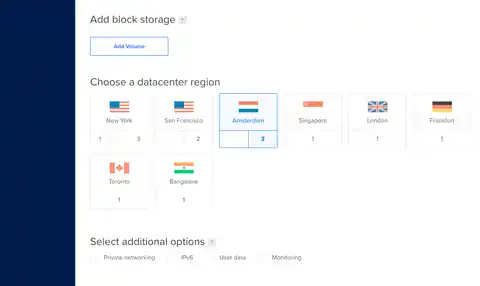 Add block storage ?
Add Volume
Choose a datacenter region
New York San Francisco Amsterdam Singapore London Frankfurt
1 3 2 3 1 1 1
Toronto Bangalore
1 1
Select additional options ?
Private networking IPv6 User data Monitoring